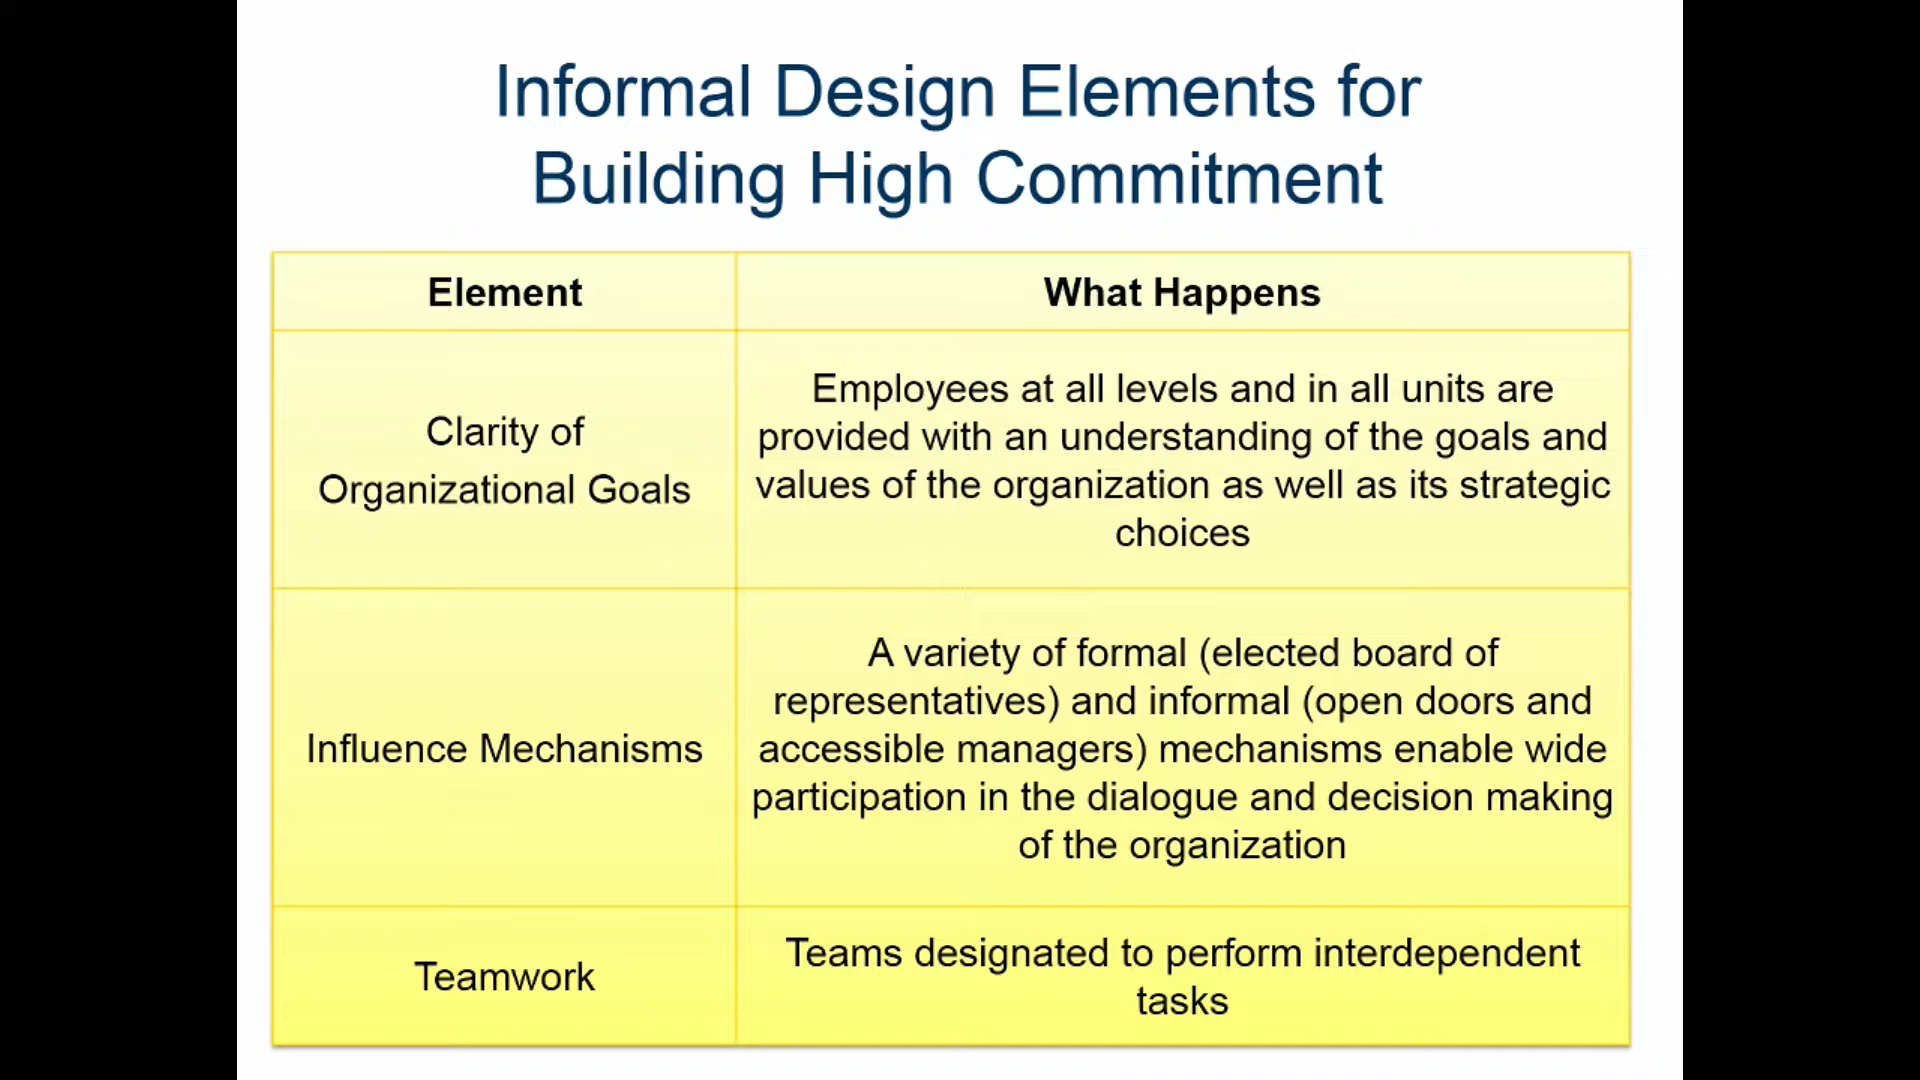 Informal Design Elements for
Building High Commitment
Element
What Happens
Clarity of
Organizational Goals
Employees at all levels and in all units are
provided with an understanding of the goals and
values of the organization as well as its strategic
choices
Influence Mechanisms
A variety of formal (elected board of
representatives) and informal (open doors and
accessible managers) mechanisms enable wide
participation in the dialogue and decision making
of the organization
Teamwork
Teams designated to perform interdependent
tasks